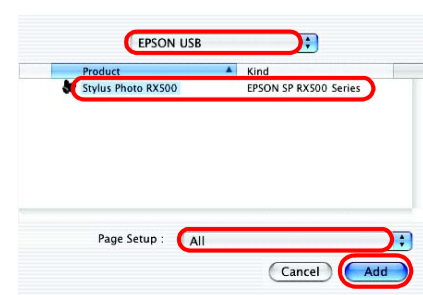 EPSON USB
Product Kind
Stylus Photo RX500 EPSON SP RX500 Series
Page Setup : All
Cancel Add